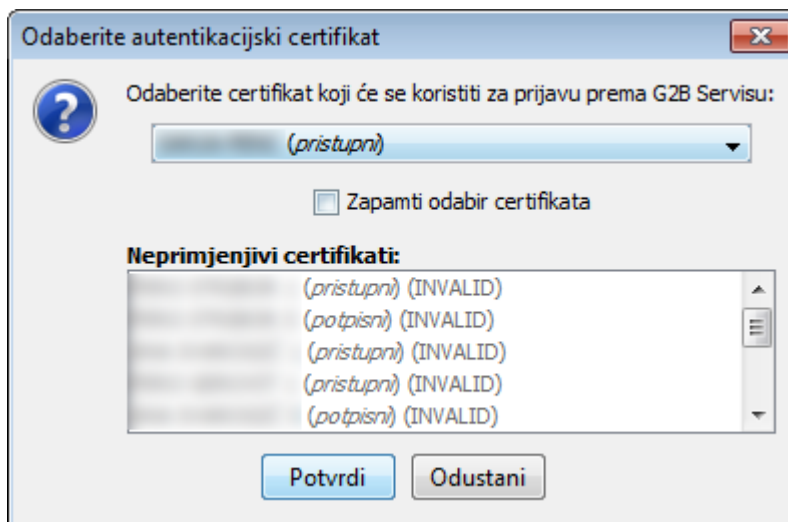 Odaberite autentikacijski certifikat
Odaberite certifikat koji će se koristiti za prijavu prema G2B Servisu:
(pristupni)
Zapamti odabir certifikata
Neprimjenjivi certifikati:
(pristupni) (INVALID)
(potpisni) (INVALID)
(pristupni) (INVALID)
(pristupni) (INVALID)
(potpisni) (INVALID)
Potvrdi Odustani